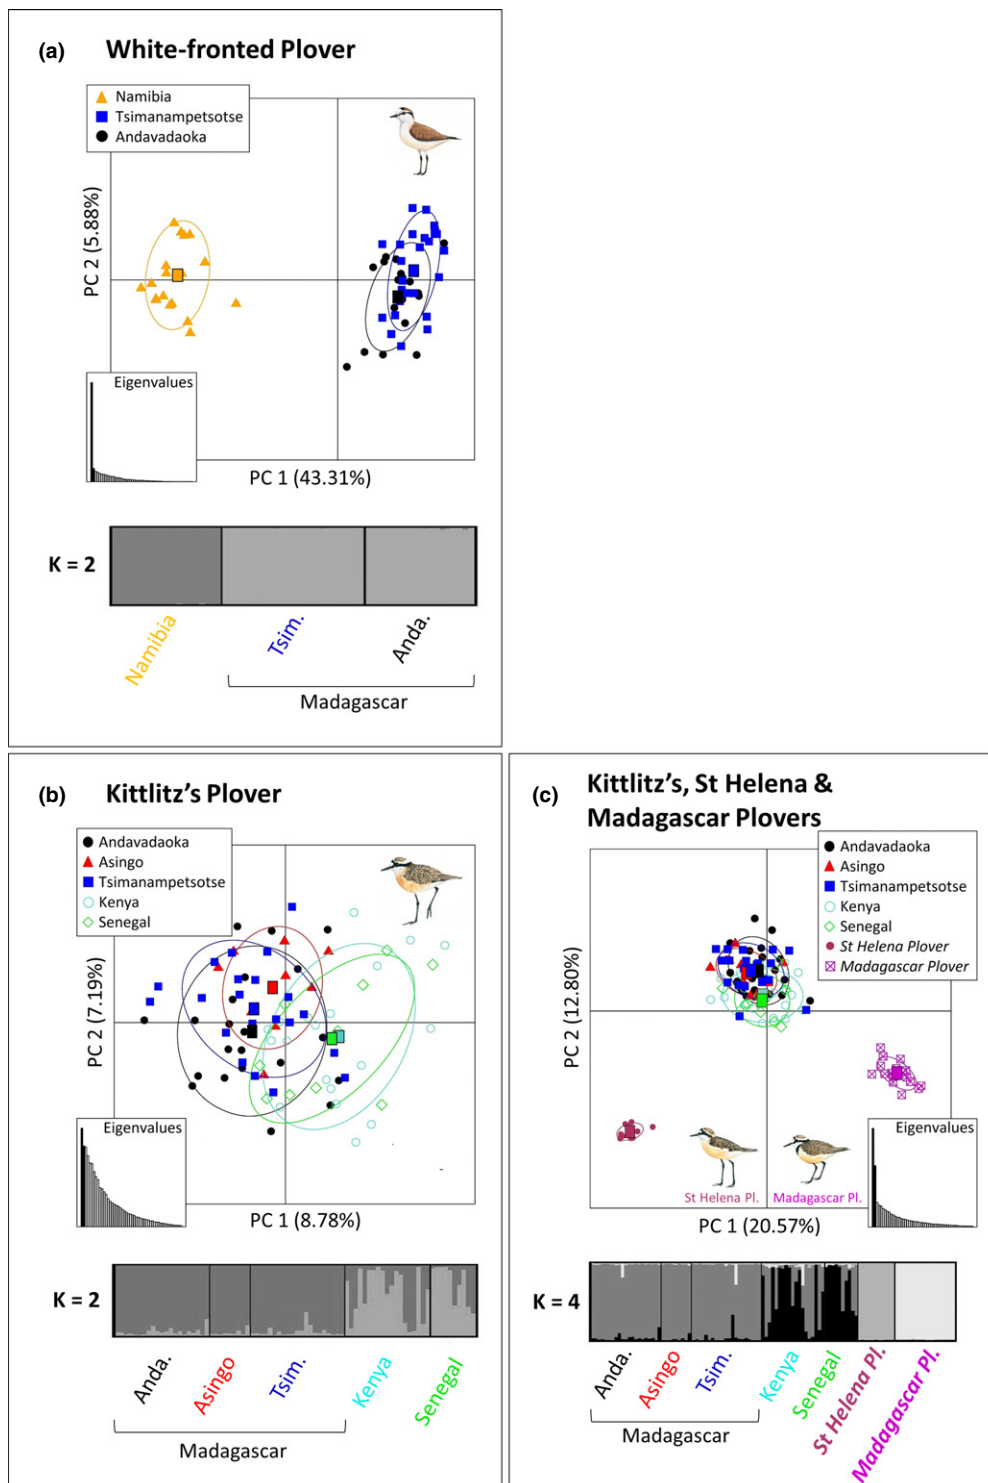 (a) White-fronted Plover
Namibia
Tsimanampetsotse
Andavadaoka
PC 2 (5.88%)
Eigenvalues
PC 1 (43.31%)
K = 2
Namibia
Tsim.
Anda.
Madagascar
(b) Kittlitz's Plover
Andavadaoka
Asingo
Tsimanampetsotse
Kenya
Senegal
PC 2 (7.19%)
Eigenvalues
PC 1 (8.78%)
K = 2
Anda.
Asingo
Tsim.
Kenya
Senegal
Madagascar
(c) Kittlitz's, St Helena &
Madagascar Plovers
Andavadaoka
Asingo
Tsimanampetsotse
Kenya
Senegal
St Helena Plover
Madagascar Plover
PC 2 (12.80%)
Eigenvalues
St Helena Pl.
Madagascar Pl.
PC 1 (20.57%)
K = 4
Anda.
Asingo
Tsim.
Kenya
Senegal
St Helena Pl.
Madagascar Pl.
Madagascar